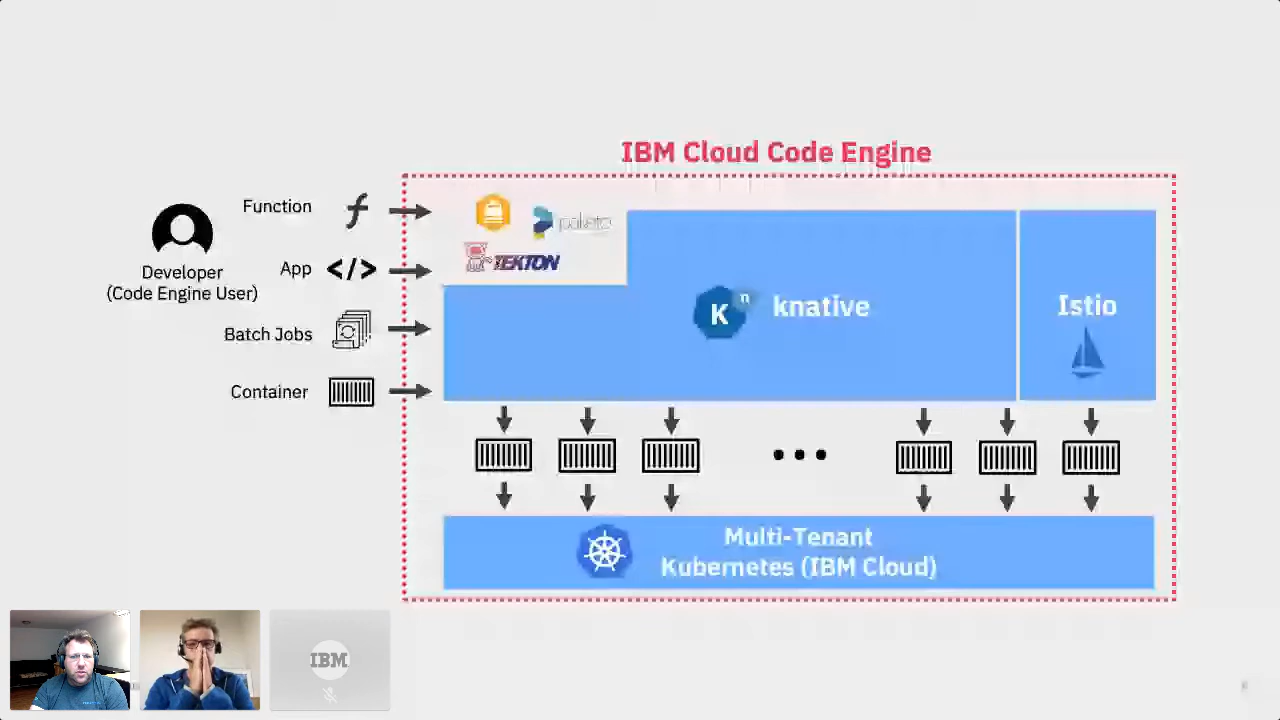 IBM Cloud Code Engine
Function
App
Developer
(Code Engine User)
Batch Jobs
Container
paketo
TEKTON
K n
knative
Istio
Multi-Tenant
Kubernetes (IBM Cloud)
IBM